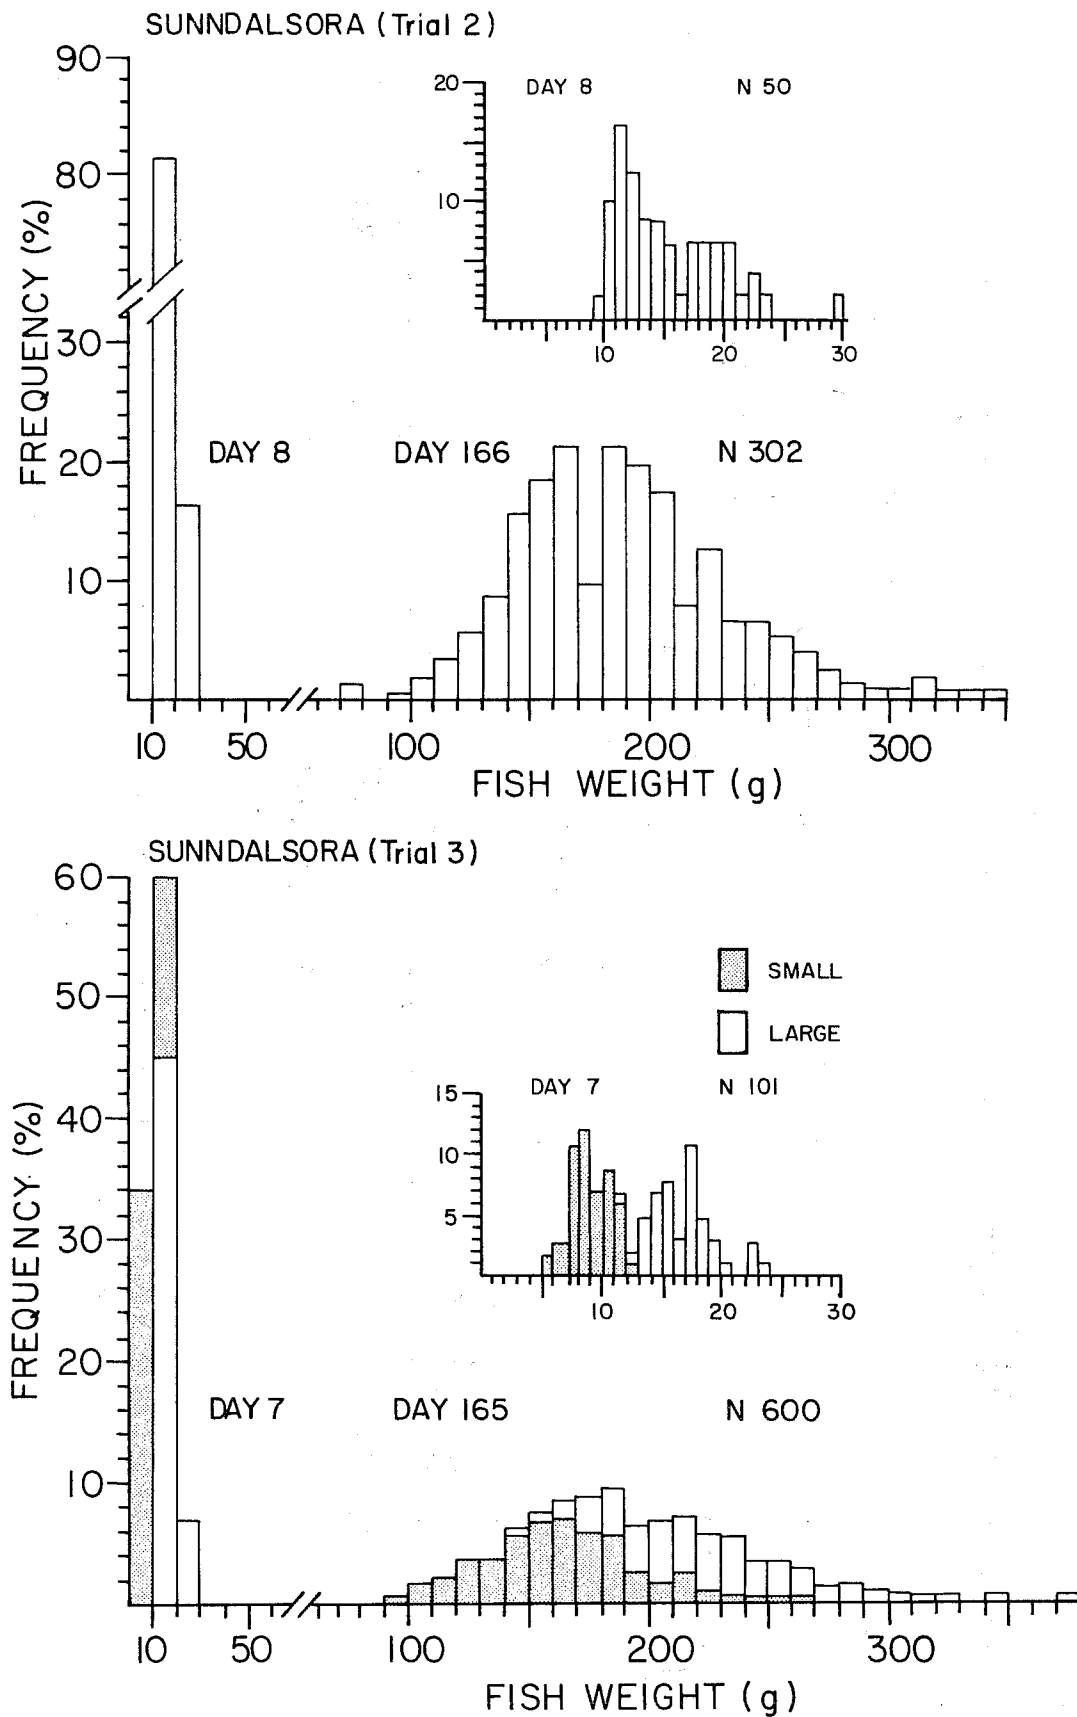 SUNNDALSORA (Trial 2)
90
80
30
20
10
FREQUENCY (%)
20
10
DAY 8
N 50
10
20
30
DAY 8
DAY 166
N 302
10
50
100
200
300
FISH WEIGHT (g)
SUNNDALSORA (Trial 3)
60
50
40
30
20
10
FREQUENCY (%)
SMALL
LARGE
15
10
5
DAY 7
N 101
10
20
30
DAY 7
DAY 165
N 600
10
50
100
200
300
FISH WEIGHT (g)